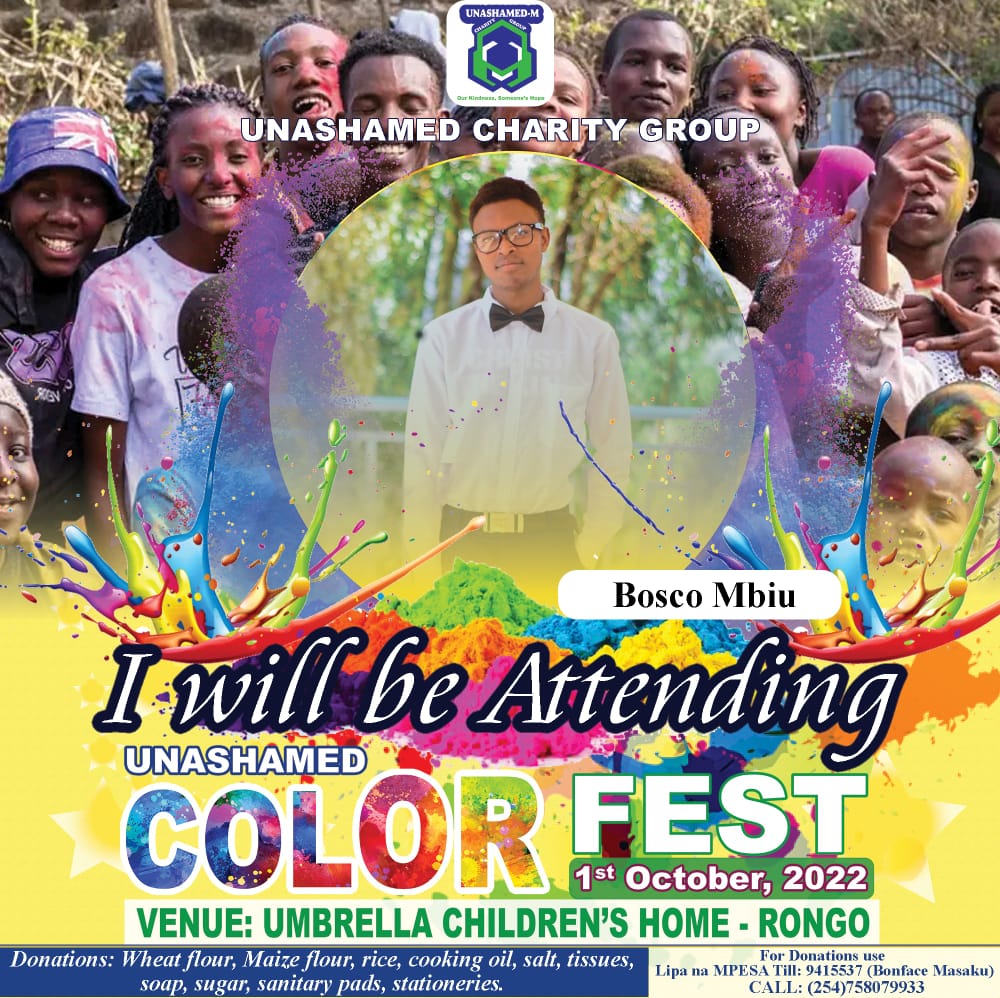 UNASHAMED-M
CHARITY GROUP
Our Kindness, Someone's Hope
UNASHAMED CHARITY GROUP
Bosco Mbiu
I will be Attending
UNASHAMED
COLOR FEST
1st October, 2022
VENUE: UMBRELLA CHILDREN'S HOME - RONGO
Donations: Wheat flour, Maize flour, rice, cooking oil, salt, tissues,
soap, sugar, sanitary pads, stationeries.
For Donations use
Lipa na MPESA Till: 9415537 (Bonface Masaku)
CALL: (254)758079933